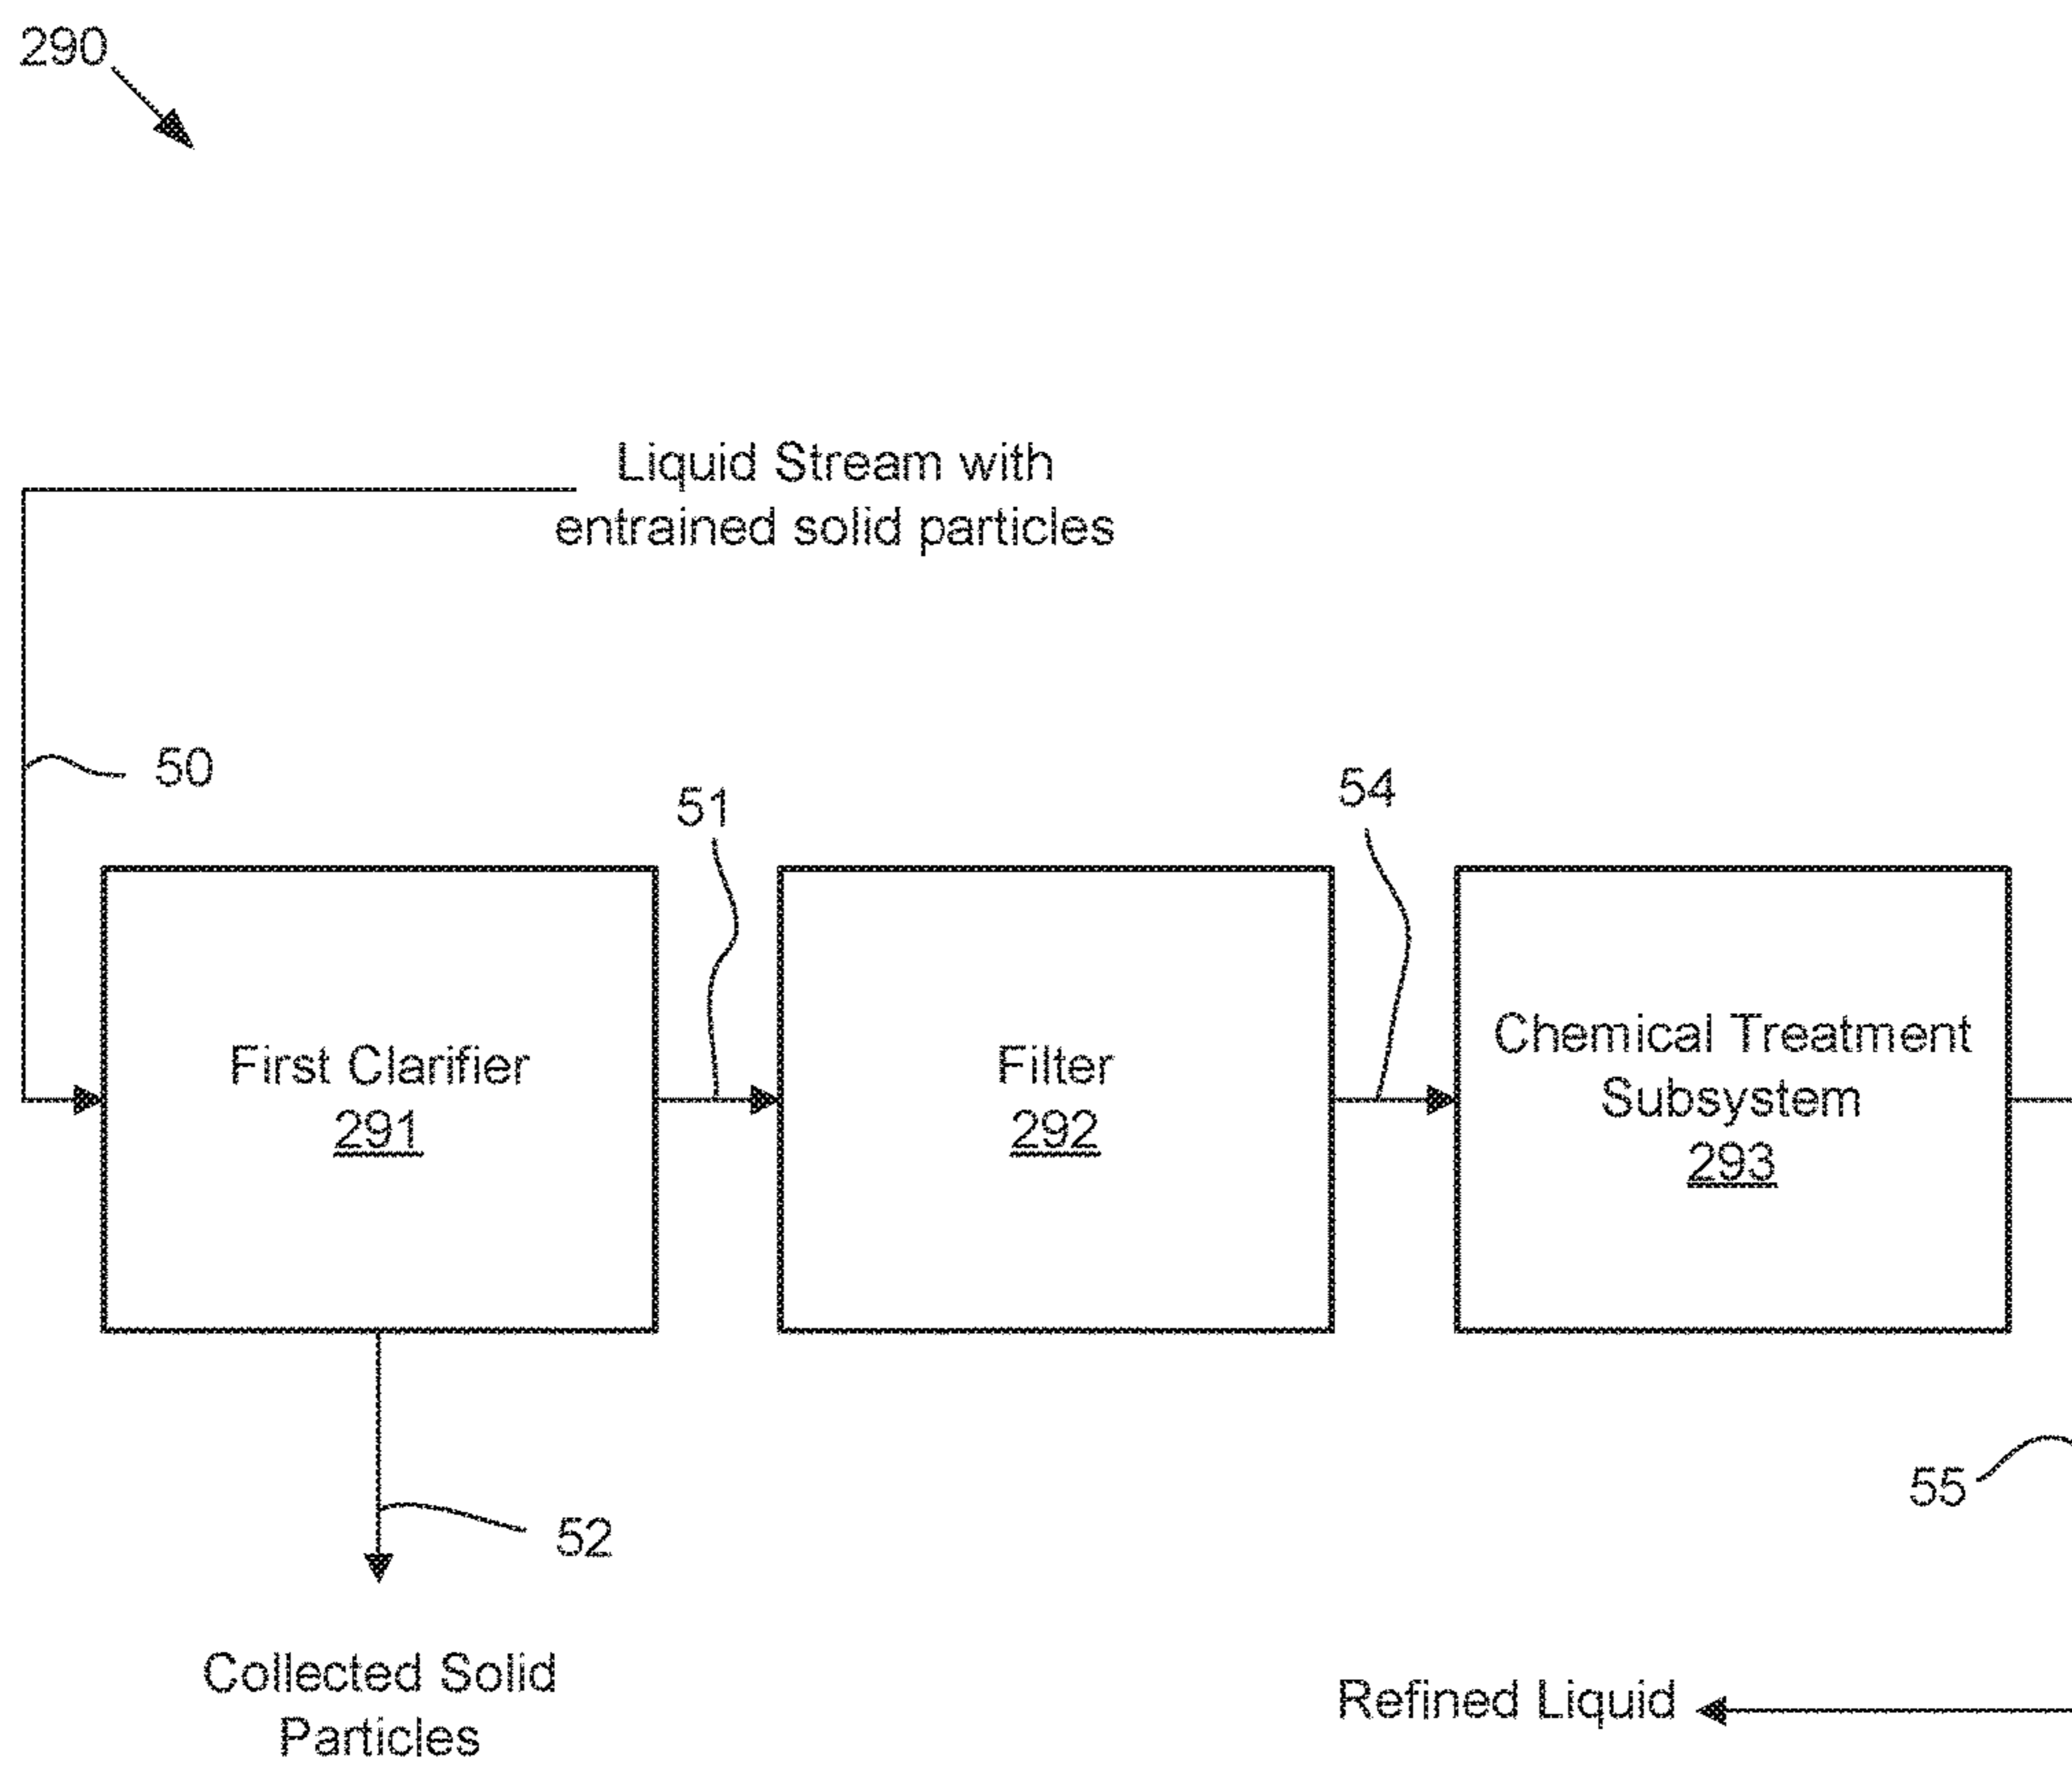 290
Liquid Stream with
entrained solid particles
50
51
54
First Clarifier
291
Filter
292
Chemical Treatment
Subsystem
293
55
52
Collected Solid
Particles
Refined Liquid